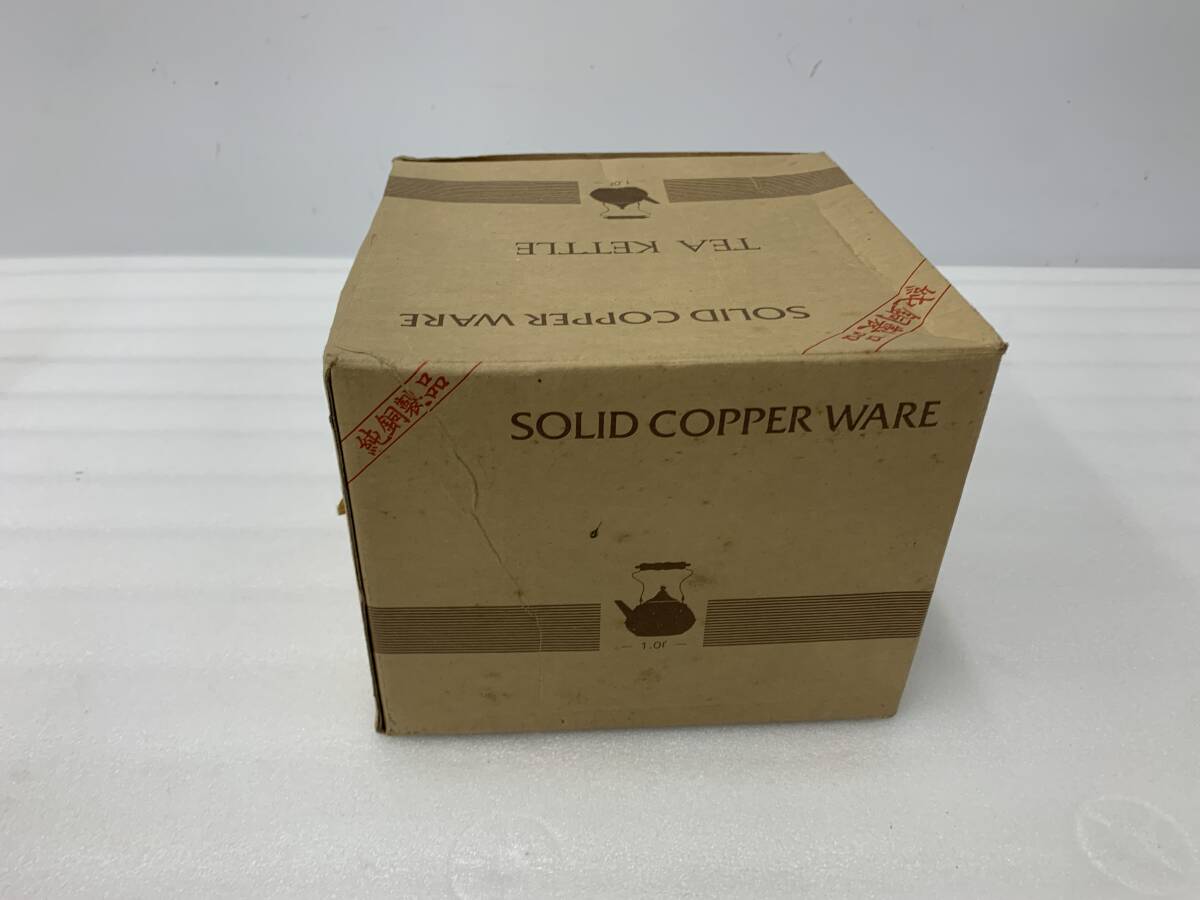 1.0ℓ
TEA KETTLE
SOLID COPPER WARE
純銅製品
純銅製品
SOLID COPPER WARE
1.0ℓ